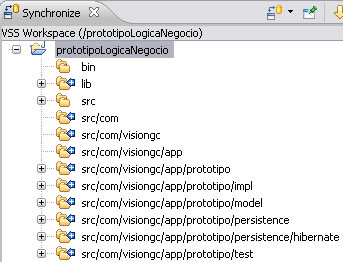 Synchronize
VSS Workspace (/prototipoLogicaNegocio)
prototipoLogicaNegocio
bin
lib
src
src/com
src/com/visiongc
src/com/visiongc/app
src/com/visiongc/app/prototipo
src/com/visiongc/app/prototipo/impl
src/com/visiongc/app/prototipo/model
src/com/visiongc/app/prototipo/persistence
src/com/visiongc/app/prototipo/persistence/hibernate
src/com/visiongc/app/prototipo/test